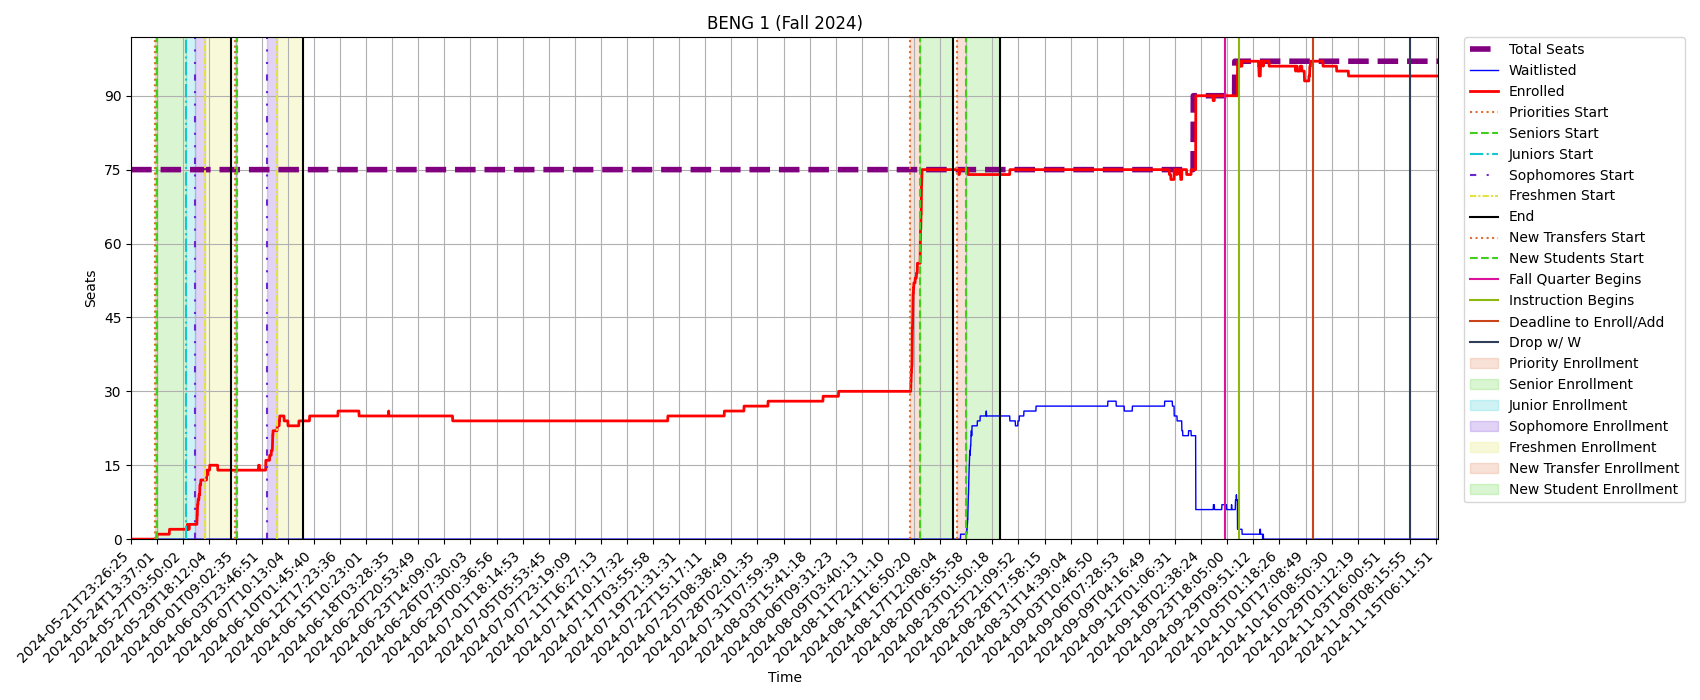 BENG 1 (Fall 2024)
Seats
90
75
60
45
30
15
0
2024-05-21T23:26:25
2024-05-24T13:37:01
2024-05-27T03:50:02
2024-05-29T18:12:04
2024-06-01T09:02:35
2024-06-03T23:46:51
2024-06-07T10:13:04
2024-06-10T01:45:40
2024-06-12T17:23:36
2024-06-15T10:23:01
2024-06-18T03:28:35
2024-06-20T20:53:49
2024-06-23T14:09:02
2024-06-26T07:30:03
2024-06-29T00:36:56
2024-07-01T18:14:53
2024-07-05T05:53:45
2024-07-07T23:19:09
2024-07-11T16:27:13
2024-07-14T10:17:32
2024-07-17T03:55:58
2024-07-19T21:31:31
2024-07-22T15:17:11
2024-07-25T08:38:49
2024-07-28T02:01:35
2024-07-31T07:59:39
2024-08-03T15:41:18
2024-08-06T09:31:23
2024-08-09T03:40:13
2024-08-11T22:11:10
2024-08-14T16:50:20
2024-08-17T12:08:04
2024-08-20T06:55:58
2024-08-23T01:50:18
2024-08-25T21:09:52
2024-08-28T17:58:15
2024-08-31T14:39:04
2024-09-03T10:46:50
2024-09-06T07:28:53
2024-09-09T04:16:49
2024-09-12T01:06:31
2024-09-18T02:38:24
2024-09-23T18:05:00
2024-09-29T09:51:12
2024-10-05T01:18:26
2024-10-10T17:08:49
2024-10-16T08:50:30
2024-10-29T01:12:19
2024-11-03T16:00:51
2024-11-09T08:15:55
2024-11-15T06:11:51
Time
Total Seats
Waitlisted
Enrolled
Priorities Start
Seniors Start
Juniors Start
Sophomores Start
Freshmen Start
End
New Transfers Start
New Students Start
Fall Quarter Begins
Instruction Begins
Deadline to Enroll/Add
Drop w/ W
Priority Enrollment
Senior Enrollment
Junior Enrollment
Sophomore Enrollment
Freshmen Enrollment
New Transfer Enrollment
New Student Enrollment